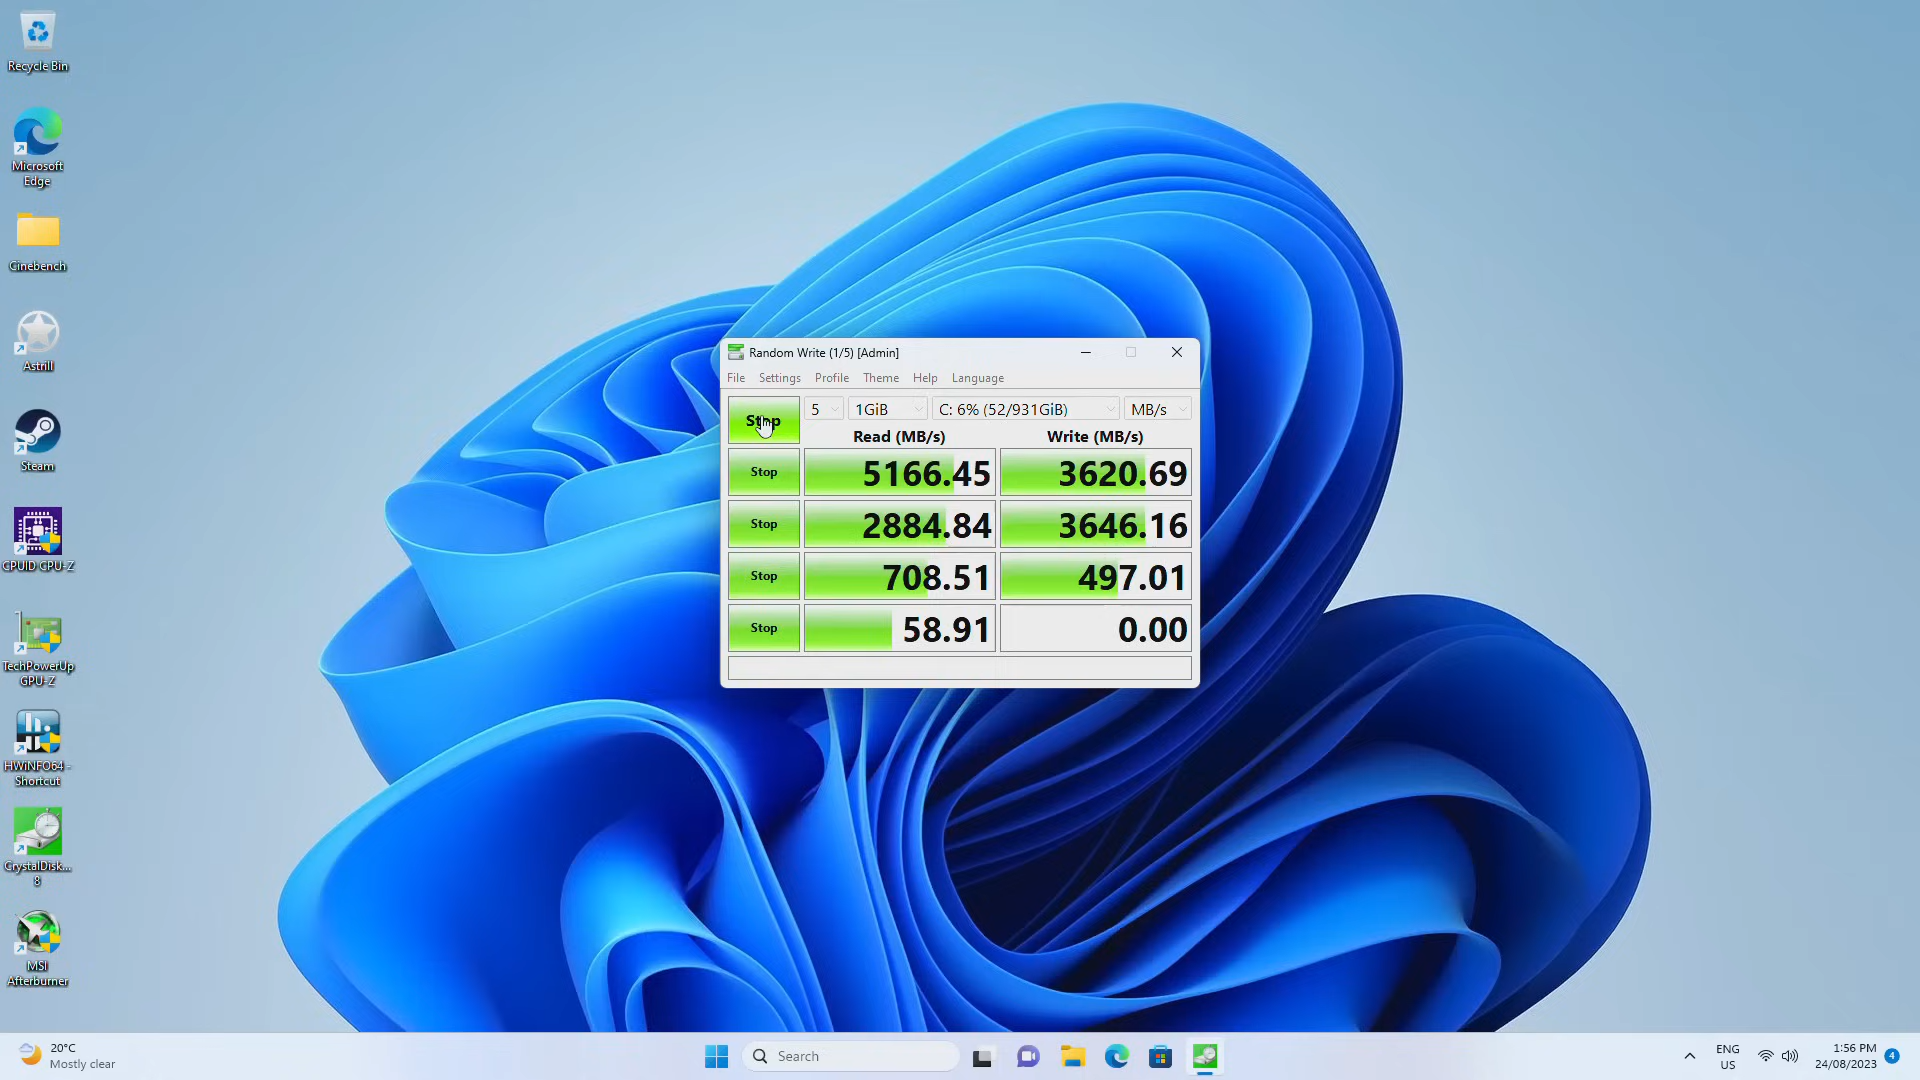 Recycle Bin
Microsoft
Edge
Cinebench
Astrill
Steam
CPUID CPU-Z
TechPowerUp
GPU-Z
HWiNFO64 -
Shortcut
CrystalDisk...
8
MSI
Afterburner
Random Write (1/5) [Admin]
File Settings Profile Theme Help Language
Stop 5 1GiB C: 6% (52/931GiB) MB/s
Read (MB/s) Write (MB/s)
Stop 5166.45 3620.69
Stop 2884.84 3646.16
Stop 708.51 497.01
Stop 58.91 0.00
20°C
Mostly clear
Search
ENG
US
1:56 PM
24/08/2023
4